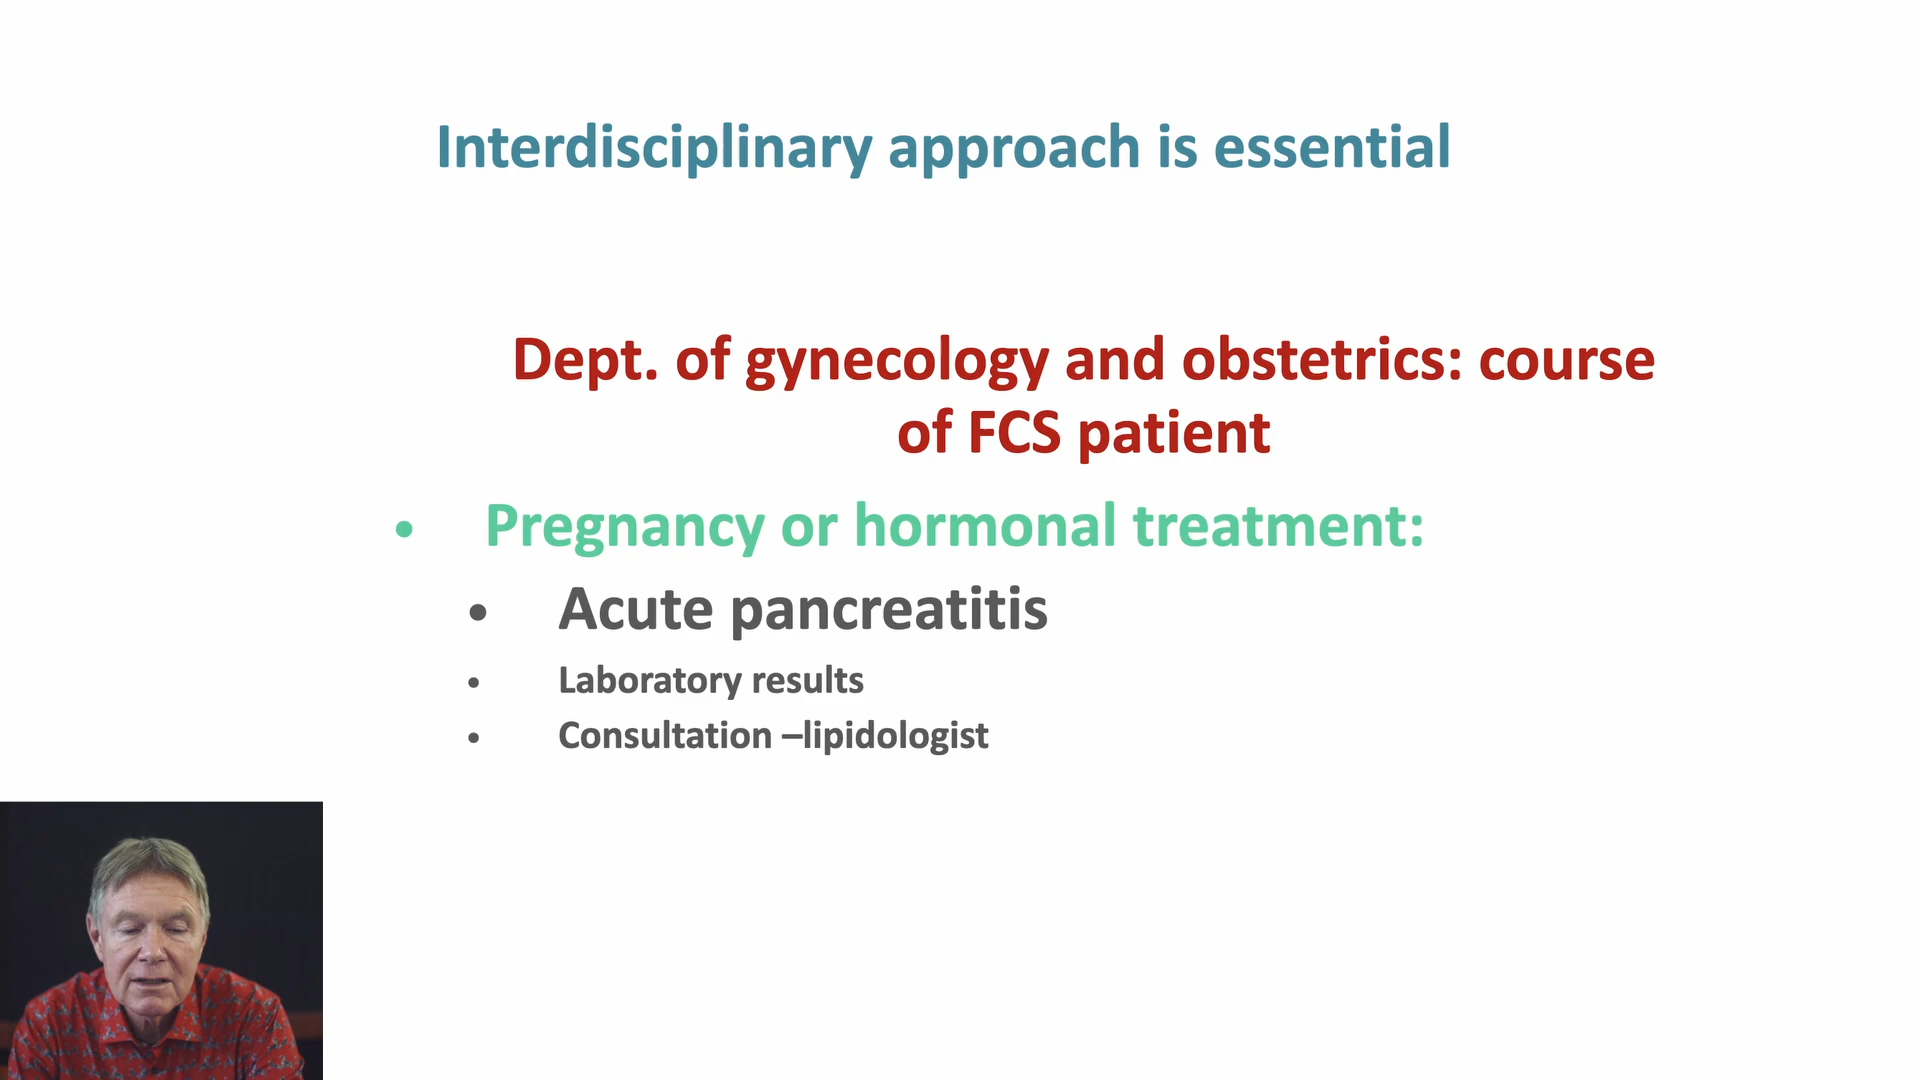 Interdisciplinary approach is essential
Dept. of gynecology and obstetrics: course
of FCS patient
• Pregnancy or hormonal treatment:
• Acute pancreatitis
• Laboratory results
• Consultation –lipidologist